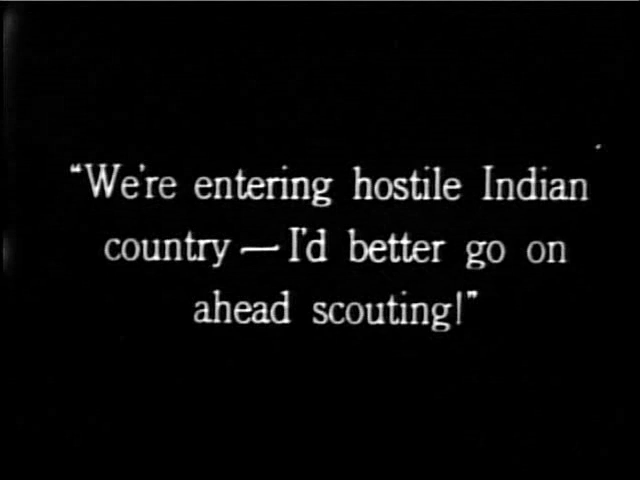 “We're entering hostile Indian
country — I'd better go on
ahead scouting!”